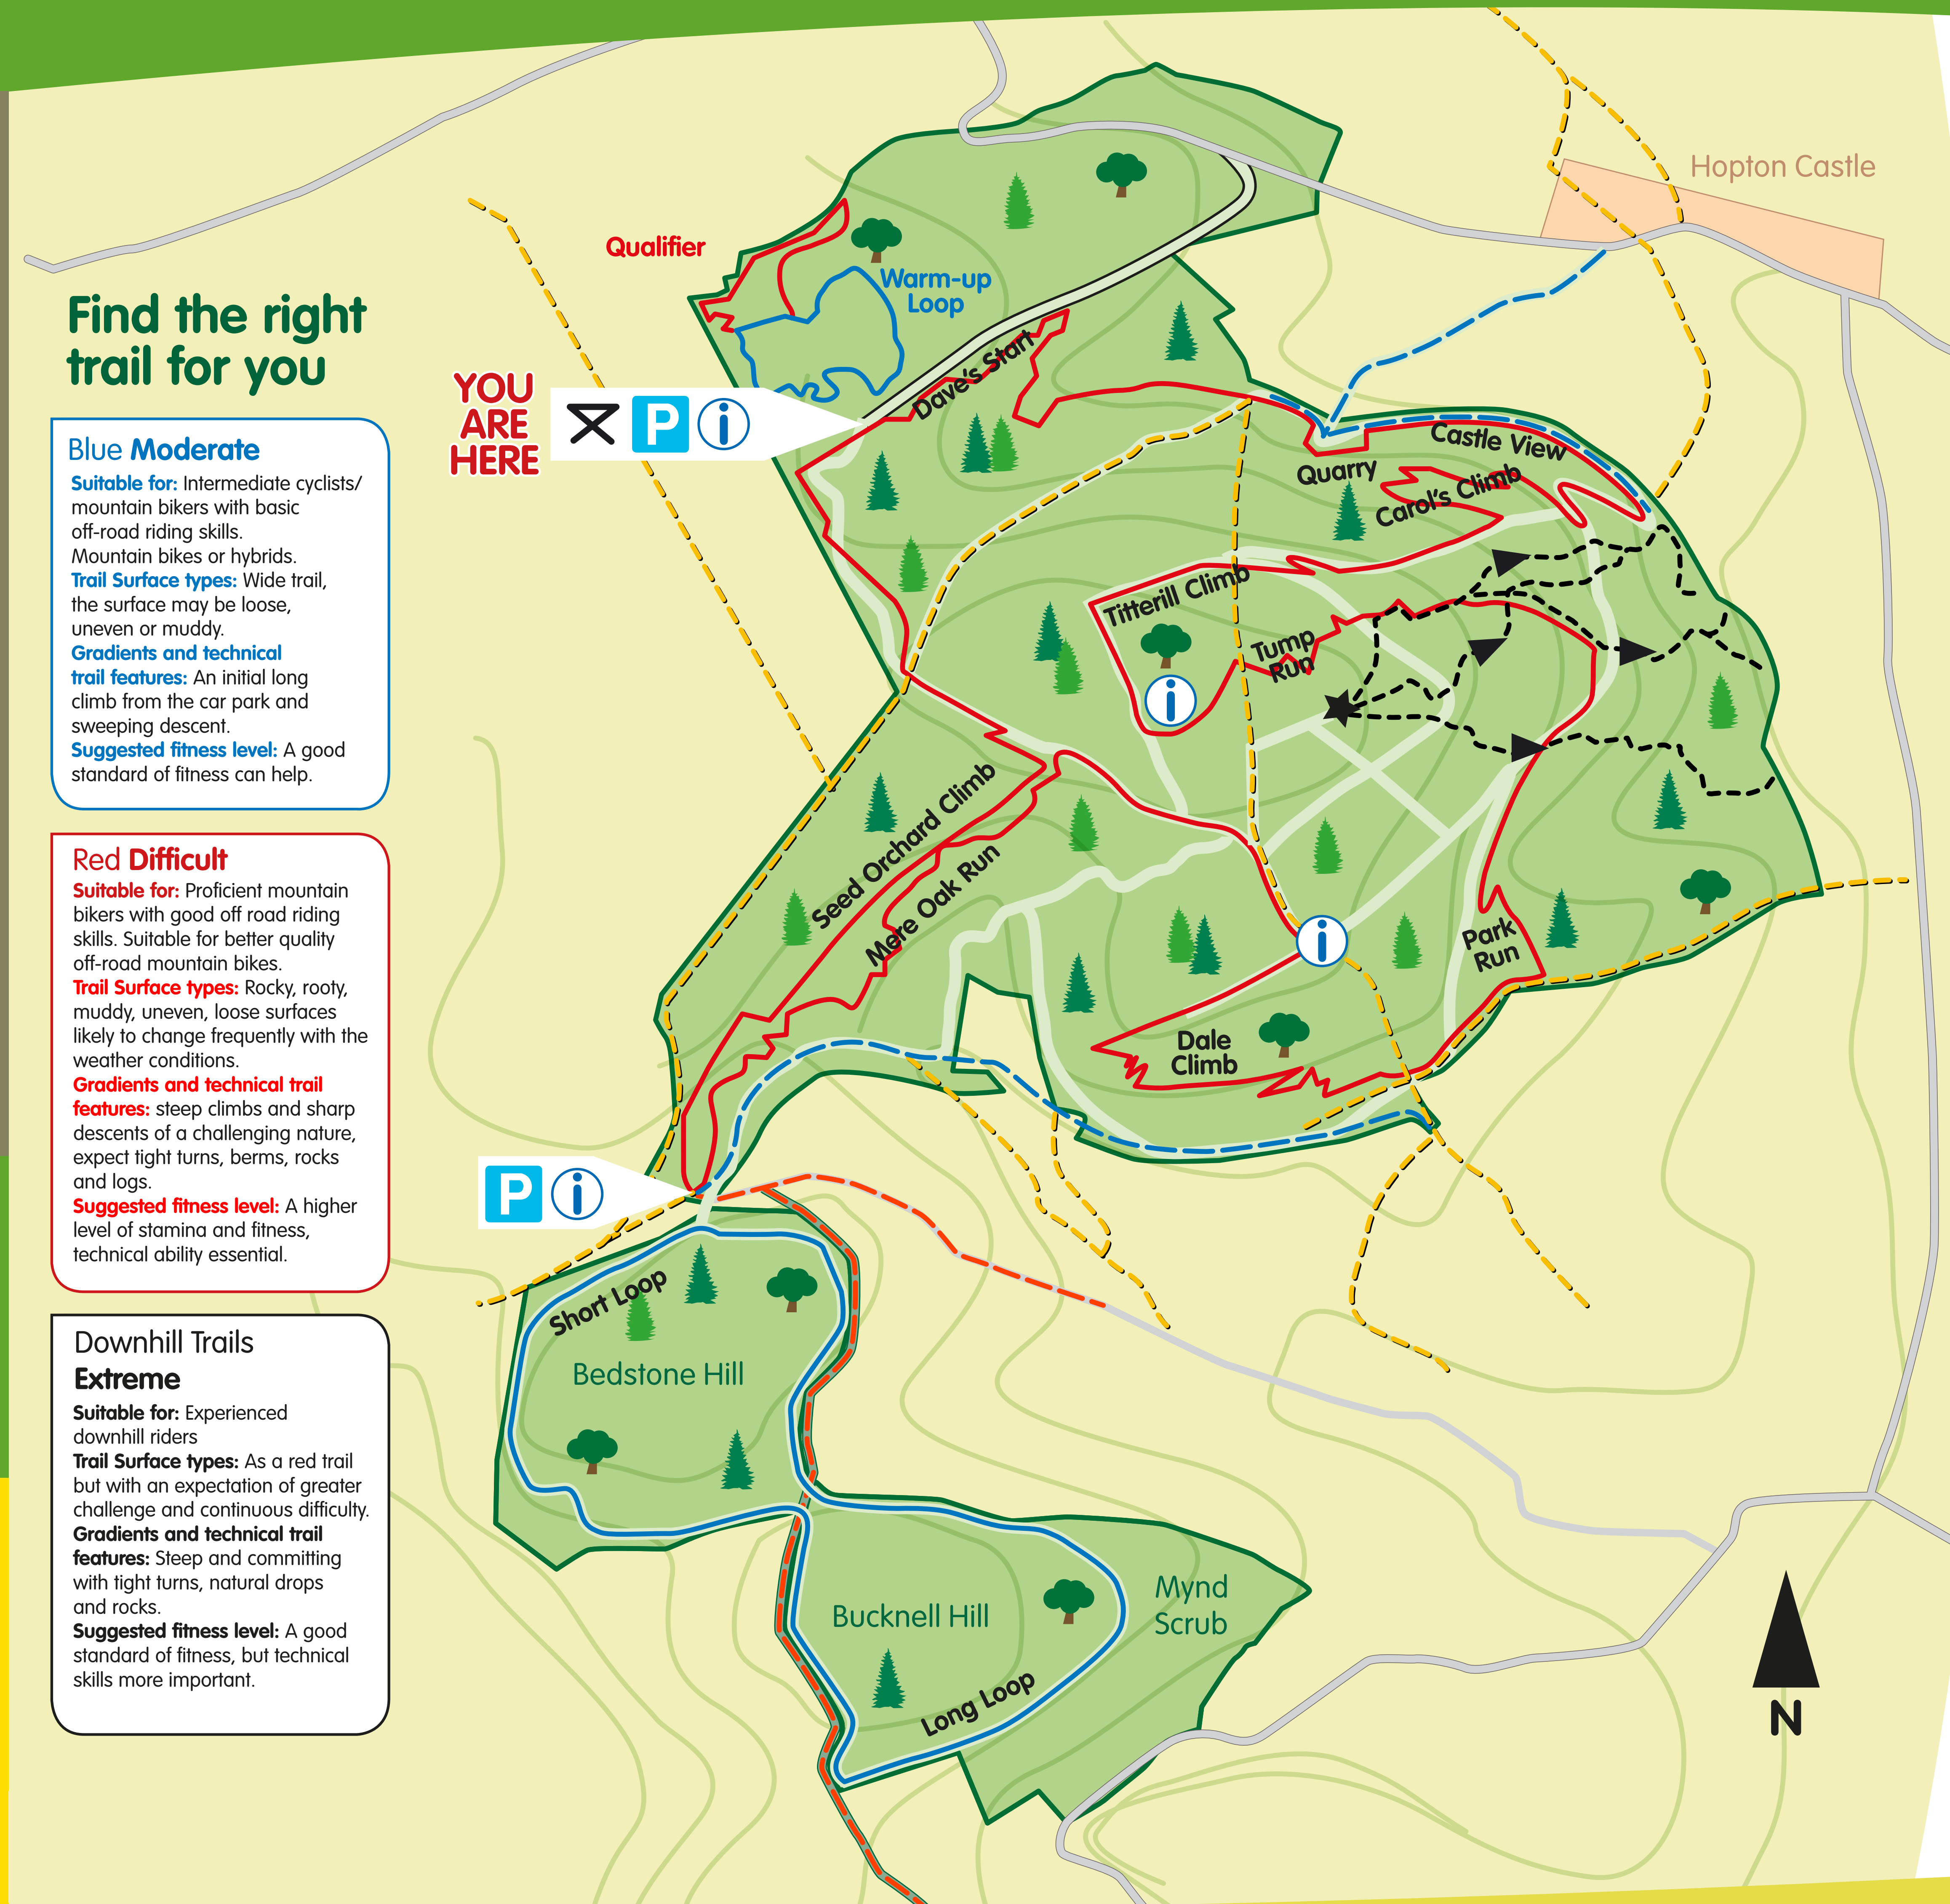 Find the right
trail for you
Blue Moderate
Suitable for: Intermediate cyclists/
mountain bikers with basic
off-road riding skills.
Mountain bikes or hybrids.
Trail Surface types: Wide trail,
the surface may be loose,
uneven or muddy.
Gradients and technical
trail features: An initial long
climb from the car park and
sweeping descent.
Suggested fitness level: A good
standard of fitness can help.
Red Difficult
Suitable for: Proficient mountain
bikers with good off road riding
skills. Suitable for better quality
off-road mountain bikes.
Trail Surface types: Rocky, rooty,
muddy, uneven, loose surfaces
likely to change frequently with the
weather conditions.
Gradients and technical trail
features: steep climbs and sharp
descents of a challenging nature,
expect tight turns, berms, rocks
and logs.
Suggested fitness level: A higher
level of stamina and fitness,
technical ability essential.
Downhill Trails
Extreme
Suitable for: Experienced
downhill riders
Trail Surface types: As a red trail
but with an expectation of greater
challenge and continuous difficulty.
Gradients and technical trail
features: Steep and committing
with tight turns, natural drops
and rocks.
Suggested fitness level: A good
standard of fitness, but technical
skills more important.
Hopton Castle
Qualifier
Warm-up
Loop
YOU
ARE
HERE
P i
Dave's Start
Castle View
Quarry
Carol's Climb
Titterill Climb
Tump
Run
i
Seed Orchard Climb
Mere Oak Run
i
Park
Run
Dale
Climb
P i
Short Loop
Bedstone Hill
Bucknell Hill
Mynd
Scrub
Long Loop
N